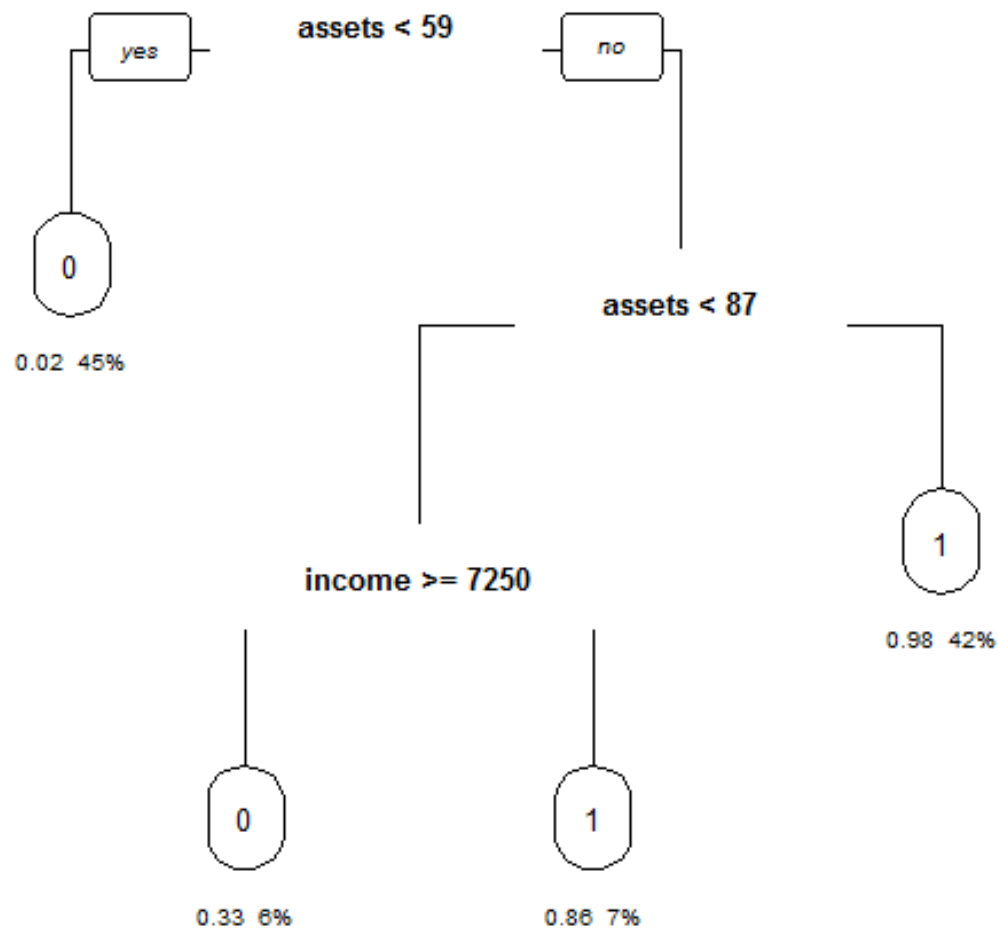 yes
assets < 59
no
0
0.02 45%
assets < 87
income >= 7250
1
0.98 42%
0
1
0.33 6%
0.86 7%